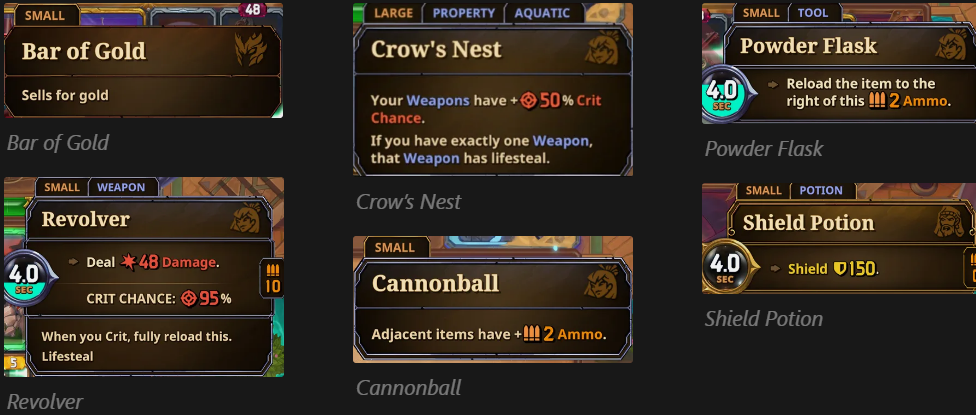 SMALL
48
Bar of Gold
Sells for gold
Bar of Gold
SMALL WEAPON
Revolver
4.0
SEC
Deal 48 Damage.
10
CRIT CHANCE: 95%
When you Crit, fully reload this.
Lifesteal
5
Revolver
LARGE PROPERTY AQUATIC
Crow's Nest
Your Weapons have + 50% Crit
Chance.
If you have exactly one Weapon,
that Weapon has lifesteal.
Crow's Nest
SMALL
Cannonball
Adjacent items have + 2 Ammo.
Cannonball
SMALL TOOL
Powder Flask
4.0
SEC
Reload the item to the
right of this 2 Ammo.
Powder Flask
SMALL POTION
Shield Potion
4.0
SEC
Shield 150.
Shield Potion